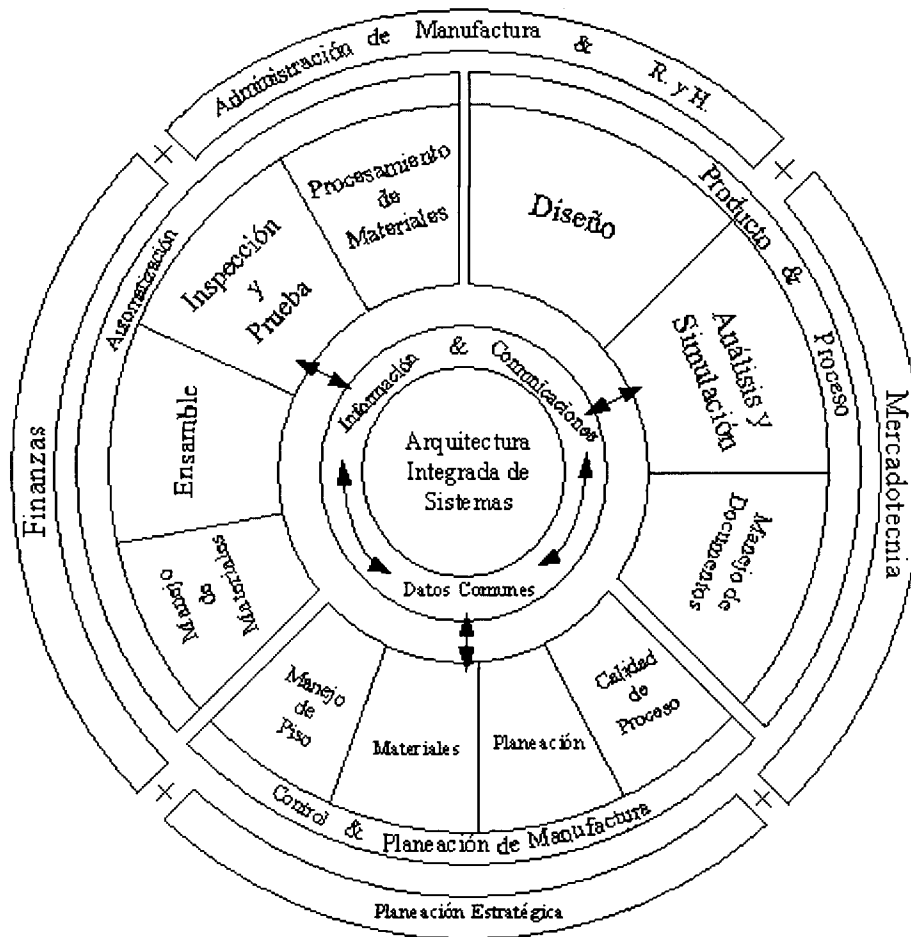 Administración de Manufactura & R. y H.
Finanzas
Mercadotecnia
Planeación Estratégica
Automatización
Procesamiento
de
Materiales
Inspección
y
Prueba
Ensamble
Manejo
de
Materiales
Producto & Proceso
Diseño
Análisis y
Simulación
Manejo de
Documentos
Control & Planeación de Manufactura
Manejo
de
Piso
Materiales
Planeación
Calidad
de
Proceso
Información & Comunicaciones
Datos Comunes
Arquitectura
Integrada de
Sistemas